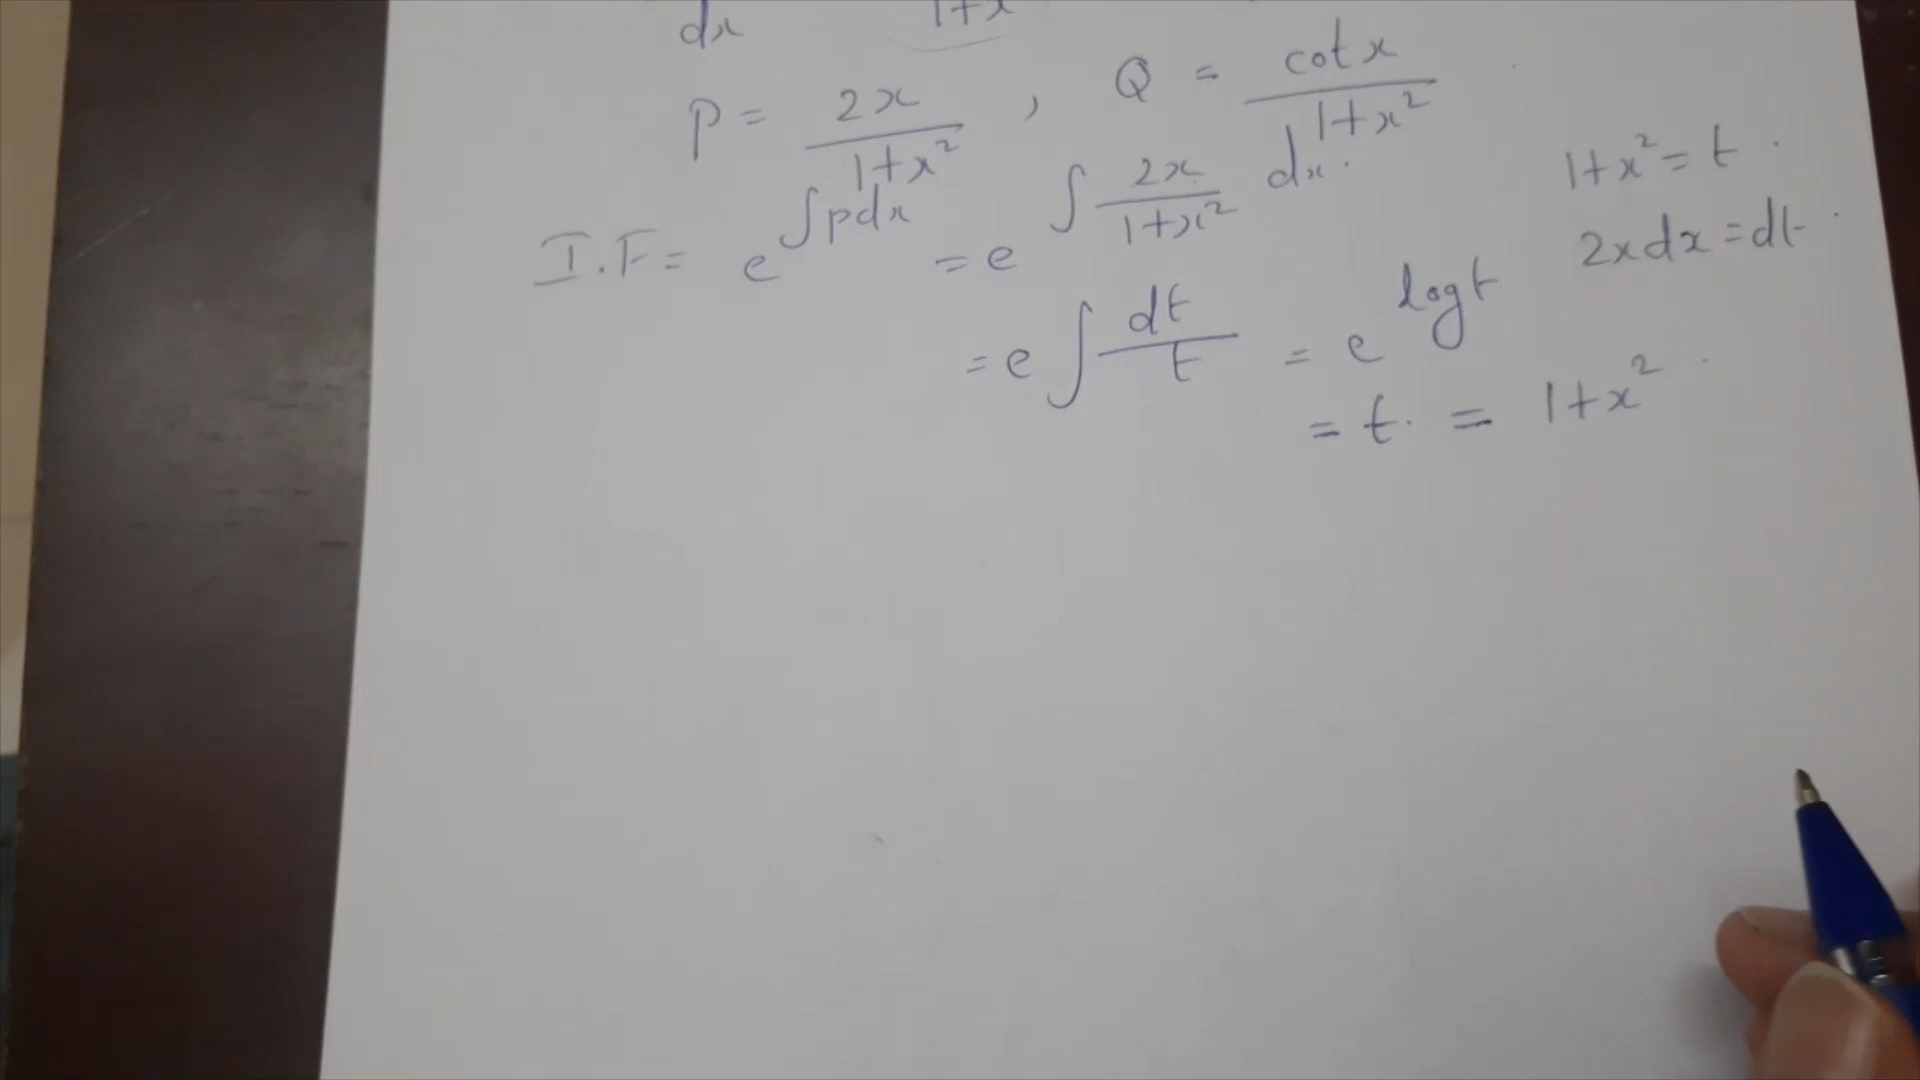 dx 1+x
P = 2x / 1+x² , Q = cot x / 1+x²
I.F = e^∫pdx = e^∫ 2x / 1+x² dx.
1+x² = t.
2xdx = dt.
= e ∫ dt / t = e^log t
= t. = 1+x².